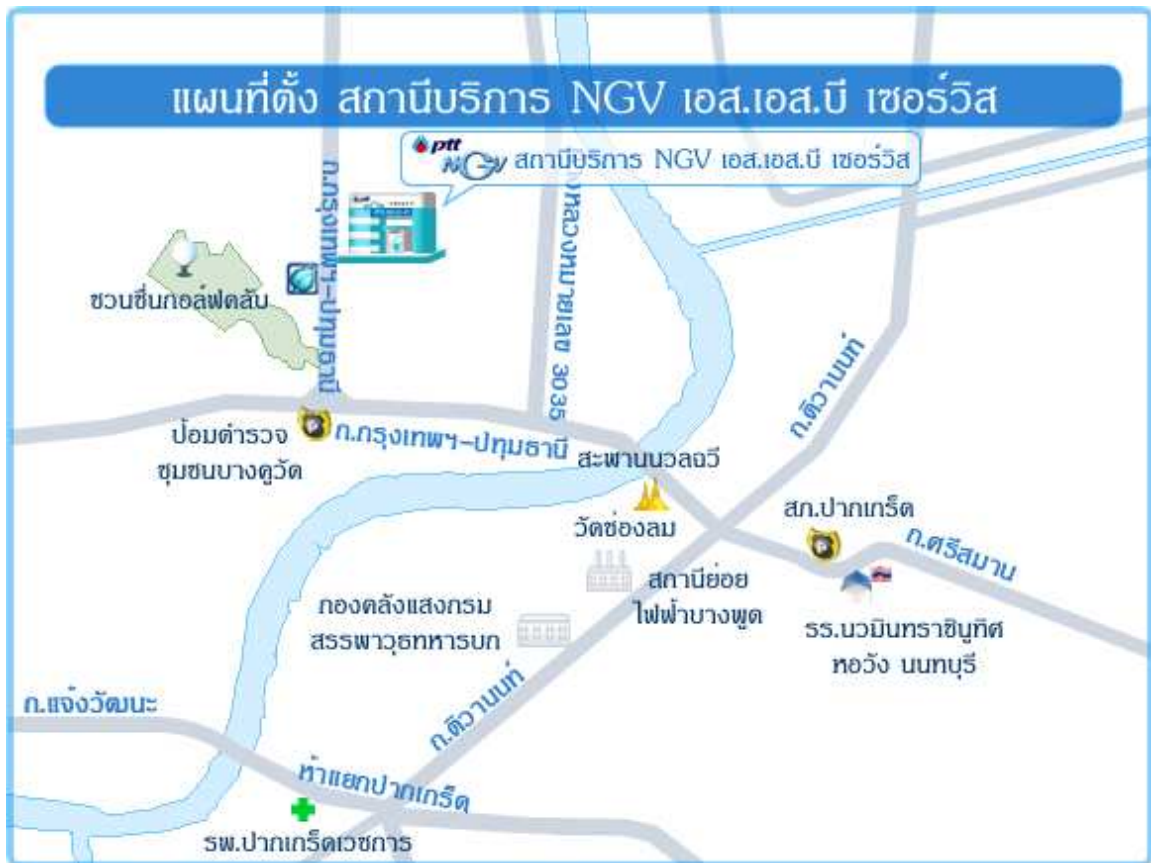 แผนที่ตั้ง สถานีบริการ NGV เอส.เอส.บี เซอร์วิส
ptt
NGV สถานีบริการ NGV เอส.เอส.บี เซอร์วิส
ถ.กรุงเทพฯ-ปทุมธานี
หลวงหมายเลข 3035
ชวนชื่นกอล์ฟคลับ
ถ.ติวานนท์
ป้อมตำรวจ
ชุมชนบางคูวัด
ถ.กรุงเทพฯ-ปทุมธานี
สะพานนวลฉวี
วัดช่องลม
สภ.ปากเกร็ด
ถ.ศรีสมาน
สถานีย่อย
ไฟฟ้าบางพูด
กองคลังแสงกรม
สรรพาวุธทหารบก
รร.นวมินทราชินูทิศ
หอวัง นนทบุรี
ถ.แจ้งวัฒนะ
ถ.ติวานนท์
ห้าแยกปากเกร็ด
รพ.ปากเกร็ดเวชการ